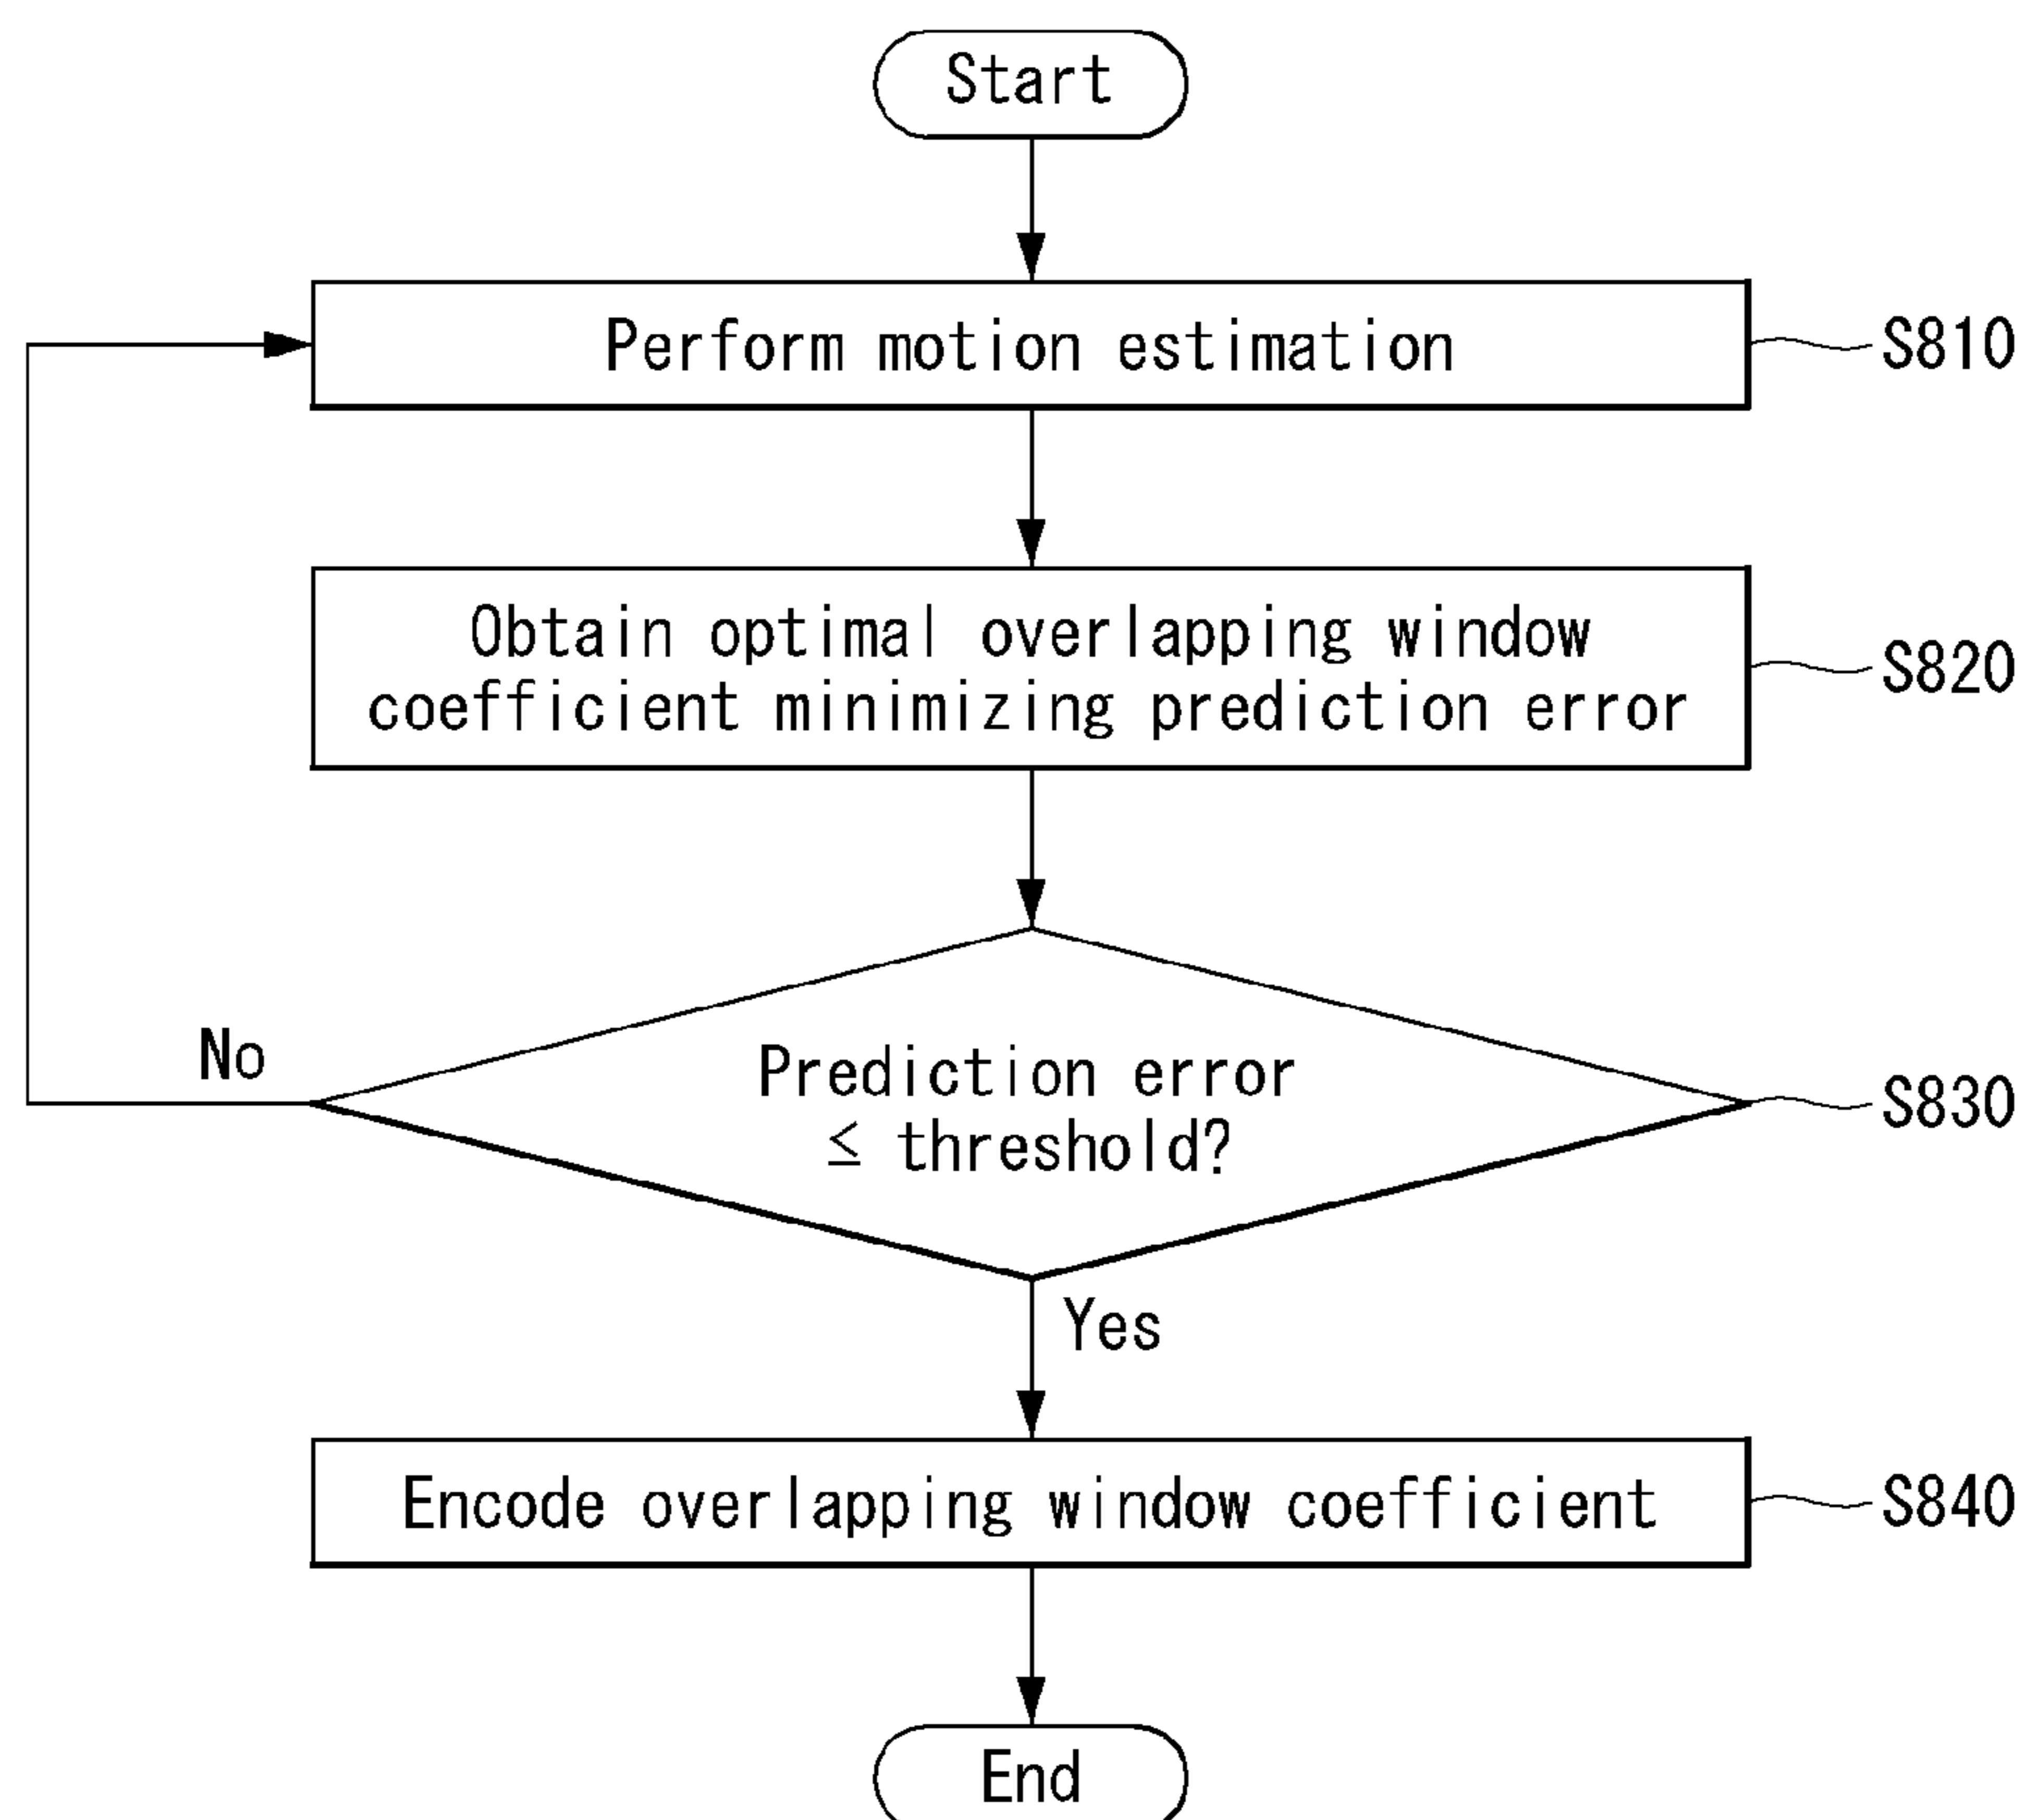 Start
Perform motion estimation
S810
Obtain optimal overlapping window
coefficient minimizing prediction error
S820
No
Prediction error
≤ threshold?
S830
Yes
Encode overlapping window coefficient
S840
End